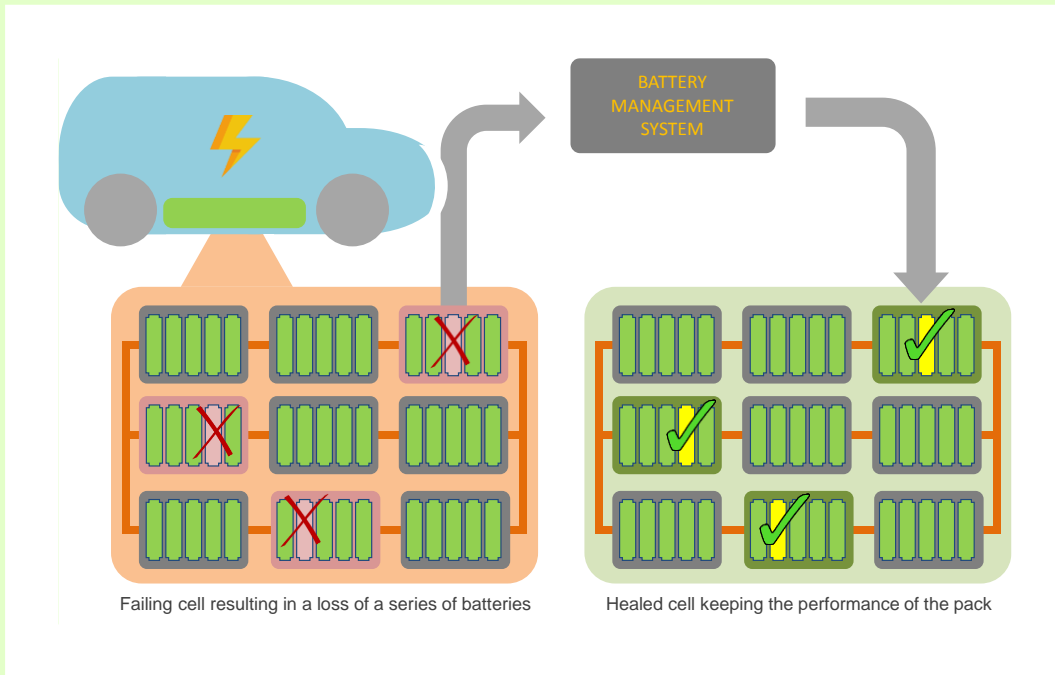 BATTERY
MANAGEMENT
SYSTEM
Failing cell resulting in a loss of a series of batteries
Healed cell keeping the performance of the pack